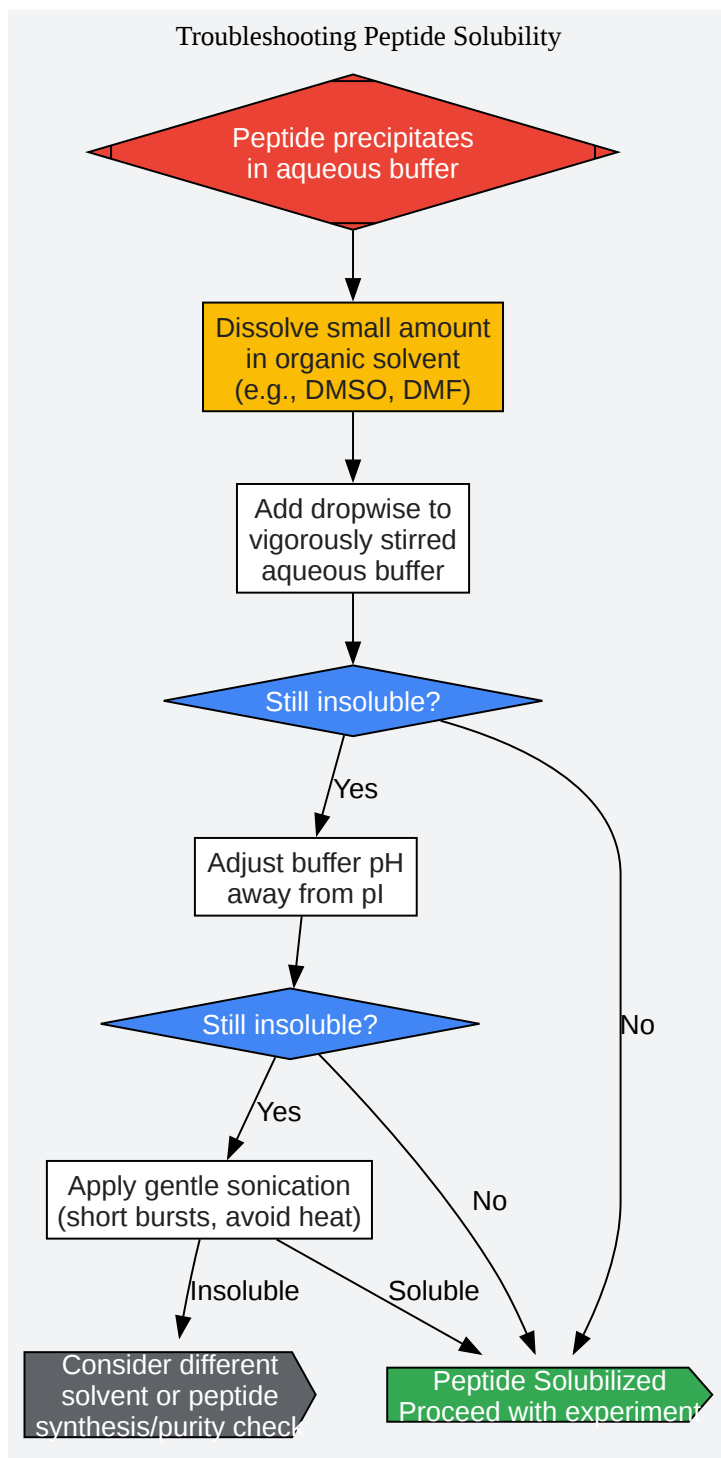 Troubleshooting Peptide Solubility
Peptide precipitates
in aqueous buffer
Dissolve small amount
in organic solvent
(e.g., DMSO, DMF)
Add dropwise to
vigorously stirred
aqueous buffer
Still insoluble?
Yes
Adjust buffer pH
away from pI
Still insoluble?
No
Yes
Apply gentle sonication
(short bursts, avoid heat)
No
Insoluble
Soluble
Consider different
solvent or peptide
synthesis/purity check
Peptide Solubilized
Proceed with experiment